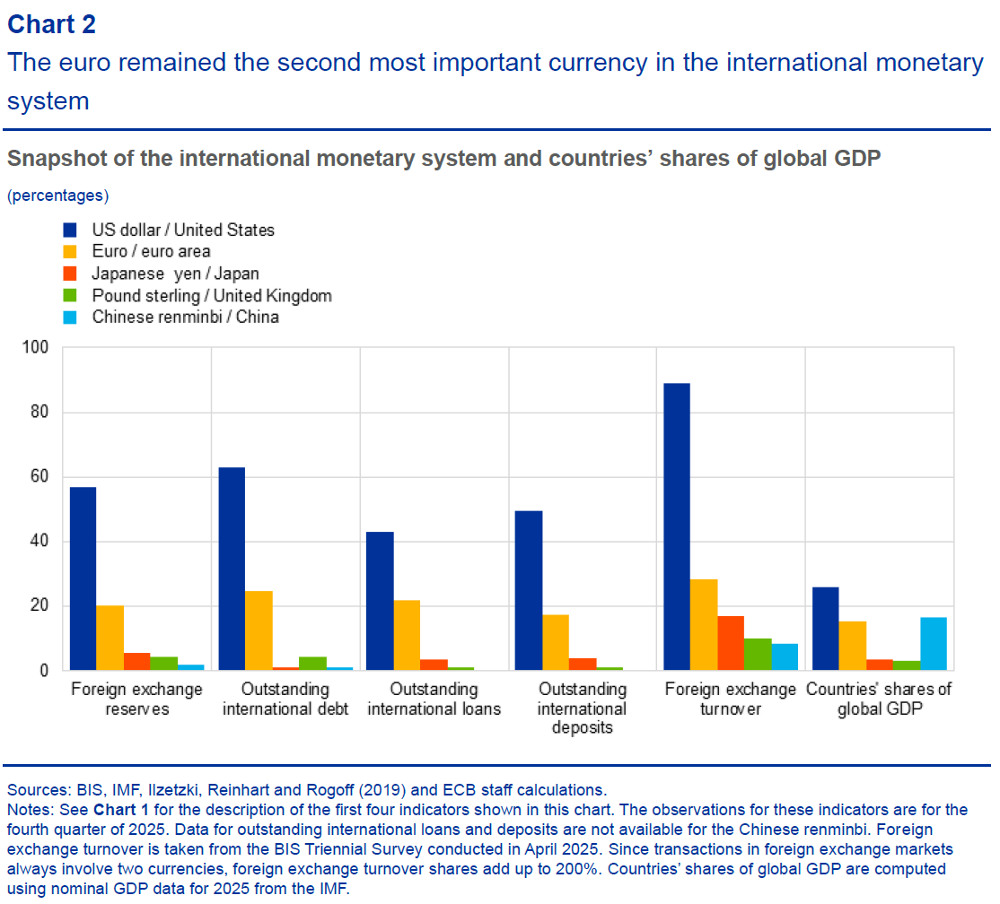 Chart 2
The euro remained the second most important currency in the international monetary
system
Snapshot of the international monetary system and countries’ shares of global GDP
(percentages)
US dollar / United States
Euro / euro area
Japanese yen / Japan
Pound sterling / United Kingdom
Chinese renminbi / China
100
80
60
40
20
0
Foreign exchange
reserves
Outstanding
international debt
Outstanding
international loans
Outstanding
international
deposits
Foreign exchange
turnover
Countries' shares of
global GDP
Sources: BIS, IMF, Ilzetzki, Reinhart and Rogoff (2019) and ECB staff calculations.
Notes: See Chart 1 for the description of the first four indicators shown in this chart. The observations for these indicators are for the
fourth quarter of 2025. Data for outstanding international loans and deposits are not available for the Chinese renminbi. Foreign
exchange turnover is taken from the BIS Triennial Survey conducted in April 2025. Since transactions in foreign exchange markets
always involve two currencies, foreign exchange turnover shares add up to 200%. Countries’ shares of global GDP are computed
using nominal GDP data for 2025 from the IMF.